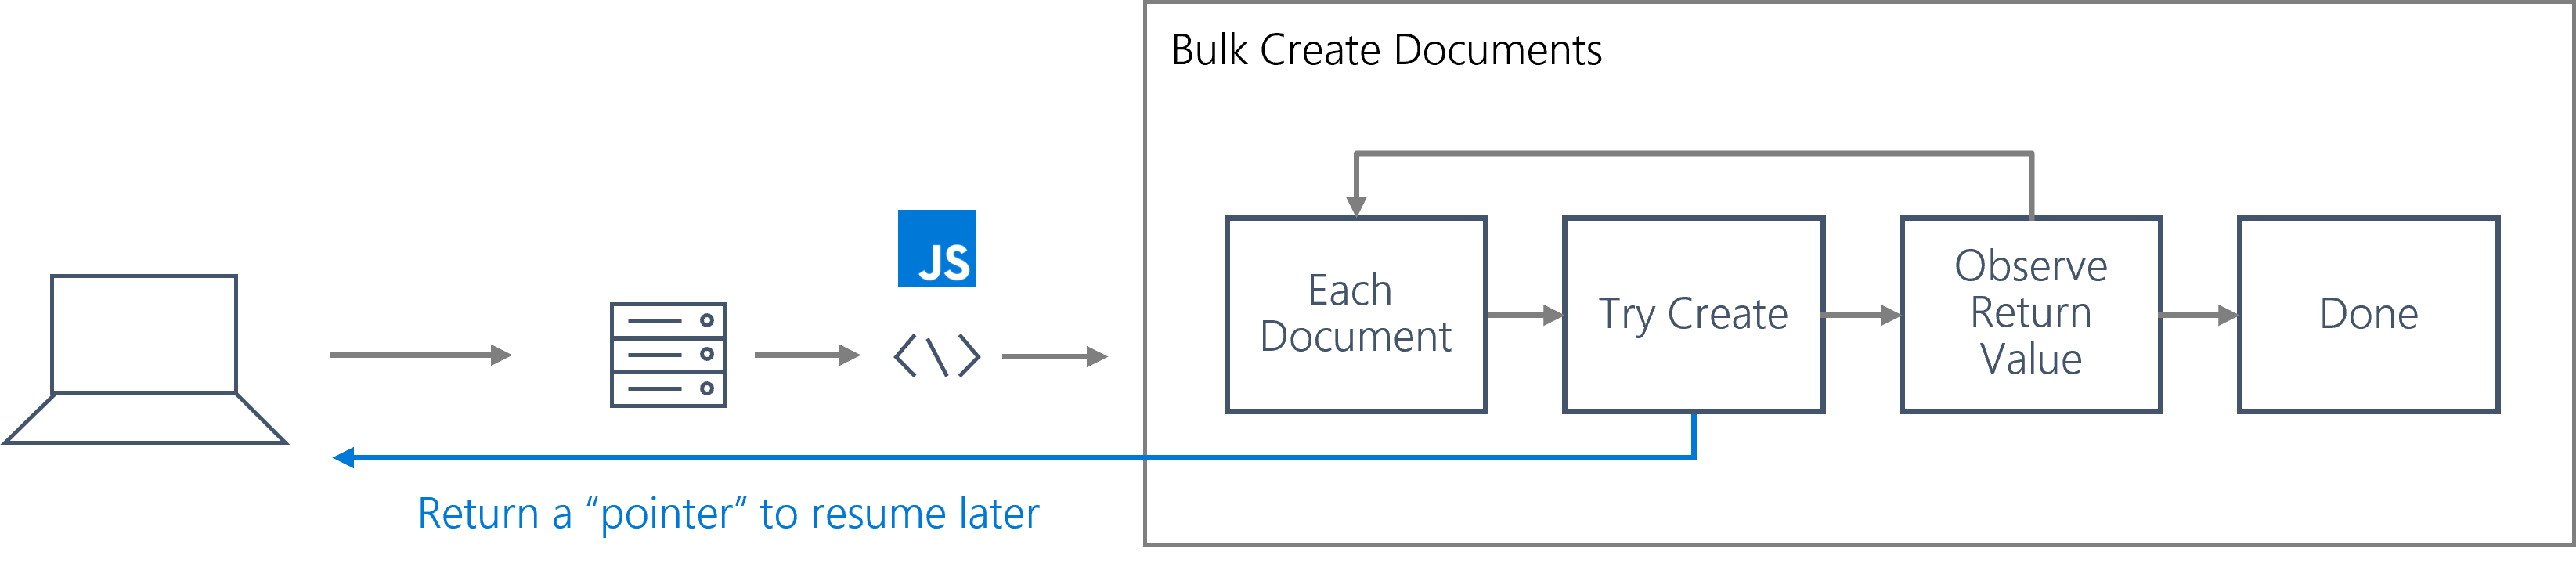 Bulk Create Documents
JS
Each
Document
Try Create
Observe
Return
Value
Done
Return a “pointer” to resume later